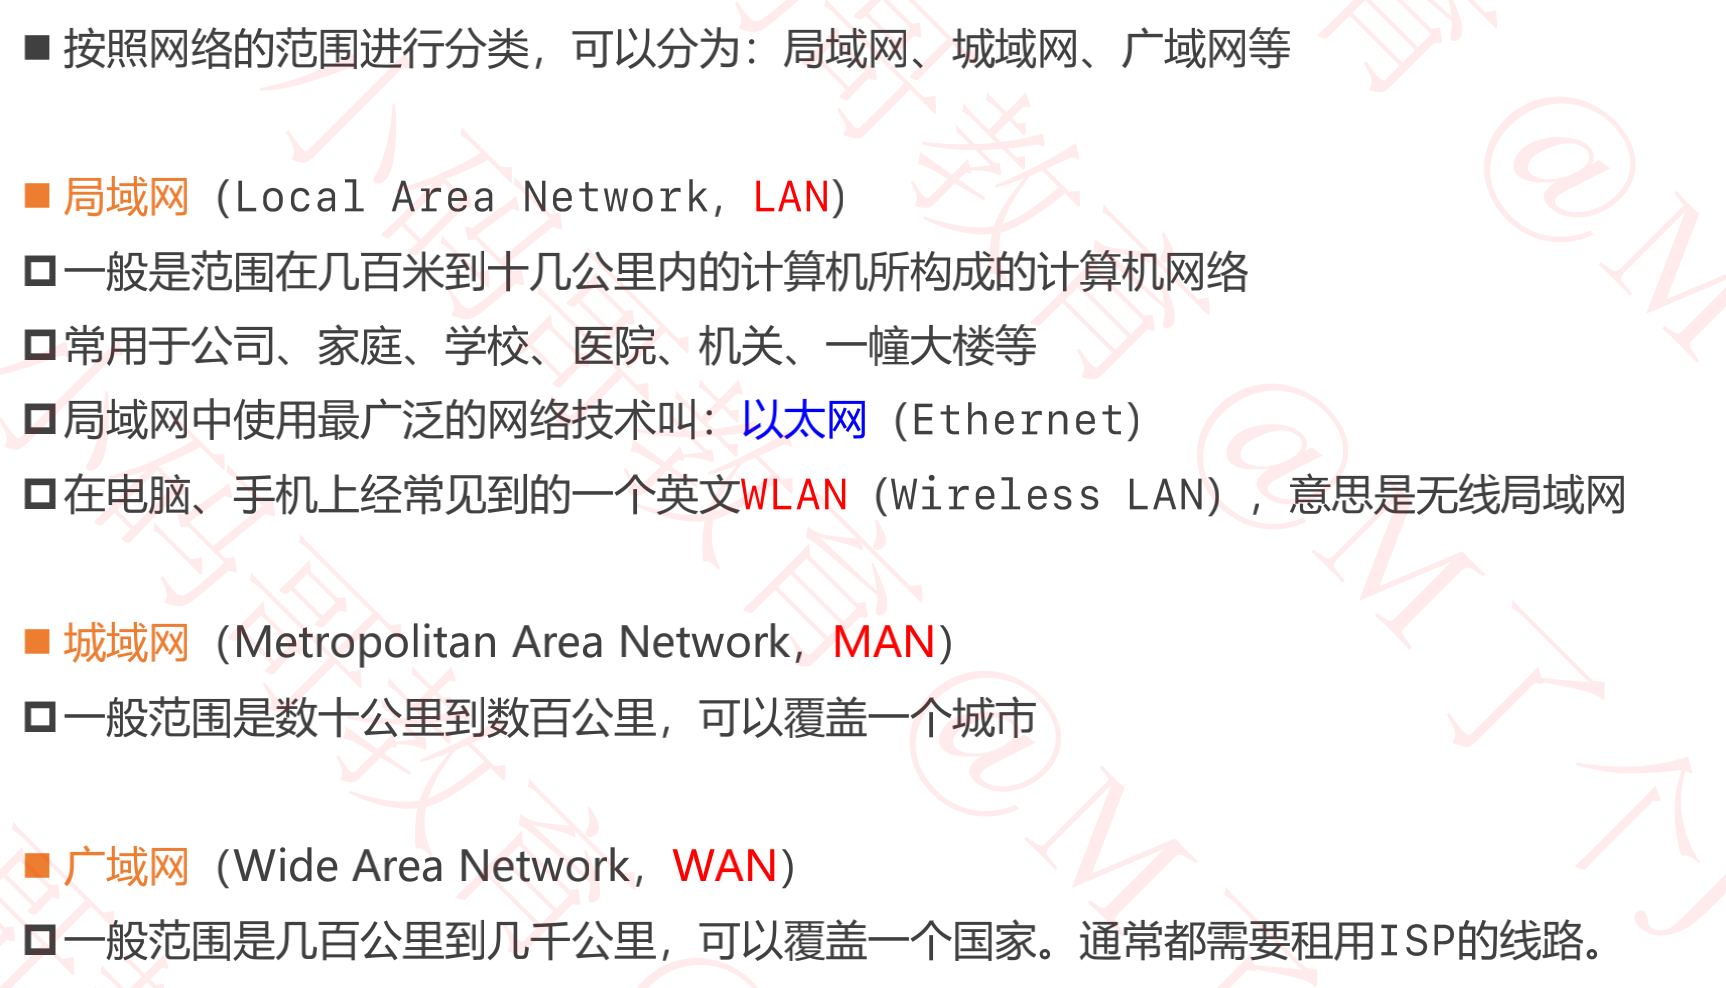 按照网络的范围进行分类，可以分为：局域网、城域网、广域网等
局域网（Local Area Network，LAN）
一般是范围在几百米到十几公里内的计算机所构成的计算机网络
常用于公司、家庭、学校、医院、机关、一幢大楼等
局域网中使用最广泛的网络技术叫：以太网（Ethernet）
在电脑、手机上经常见到的一个英文WLAN（Wireless LAN），意思是无线局域网
城域网（Metropolitan Area Network，MAN）
一般范围是数十公里到数百公里，可以覆盖一个城市
广域网（Wide Area Network，WAN）
一般范围是几百公里到几千公里，可以覆盖一个国家。通常都需要租用ISP的线路。
小码哥教育 @M了个J